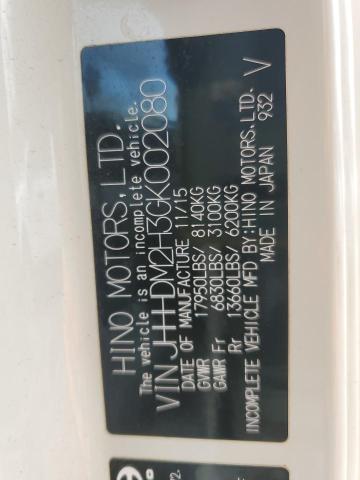 HINO MOTORS, LTD.
The vehicle is an incomplete vehicle.
VIN JHHHDM2H3GK002080
DATE OF MANUFACTURE 11/15
GVWR 17950LBS/ 8140KG
GAWR Fr 6830LBS/ 3100KG
Rr 13660LBS/ 6200KG
INCOMPLETE VEHICLE MFD BY:HINO MOTORS,LTD.
MADE IN JAPAN 932 V